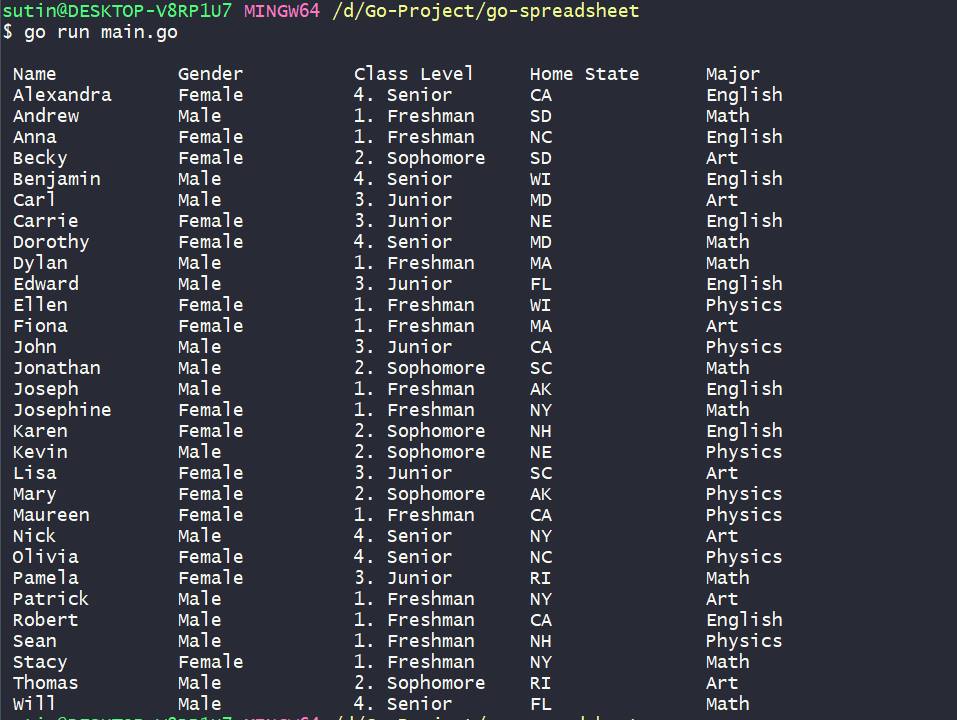 sutin@DESKTOP-V8RP1U7 MINGW64 /d/Go-Project/go-spreadsheet
$ go run main.go
Name Gender Class Level Home State Major
Alexandra Female 4. Senior CA English
Andrew Male 1. Freshman SD Math
Anna Female 1. Freshman NC English
Becky Female 2. Sophomore SD Art
Benjamin Male 4. Senior WI English
Carl Male 3. Junior MD Art
Carrie Female 3. Junior NE English
Dorothy Female 4. Senior MD Math
Dylan Male 1. Freshman MA Math
Edward Male 3. Junior FL English
Ellen Female 1. Freshman WI Physics
Fiona Female 1. Freshman MA Art
John Male 3. Junior CA Physics
Jonathan Male 2. Sophomore SC Math
Joseph Male 1. Freshman AK English
Josephine Female 1. Freshman NY Math
Karen Female 2. Sophomore NH English
Kevin Male 2. Sophomore NE Physics
Lisa Female 3. Junior SC Art
Mary Female 2. Sophomore AK Physics
Maureen Female 1. Freshman CA Physics
Nick Male 4. Senior NY Art
Olivia Female 4. Senior NC Physics
Pamela Female 3. Junior RI Math
Patrick Male 1. Freshman NY Art
Robert Male 1. Freshman CA English
Sean Male 1. Freshman NH Physics
Stacy Female 1. Freshman NY Math
Thomas Male 2. Sophomore RI Art
Will Male 4. Senior FL Math